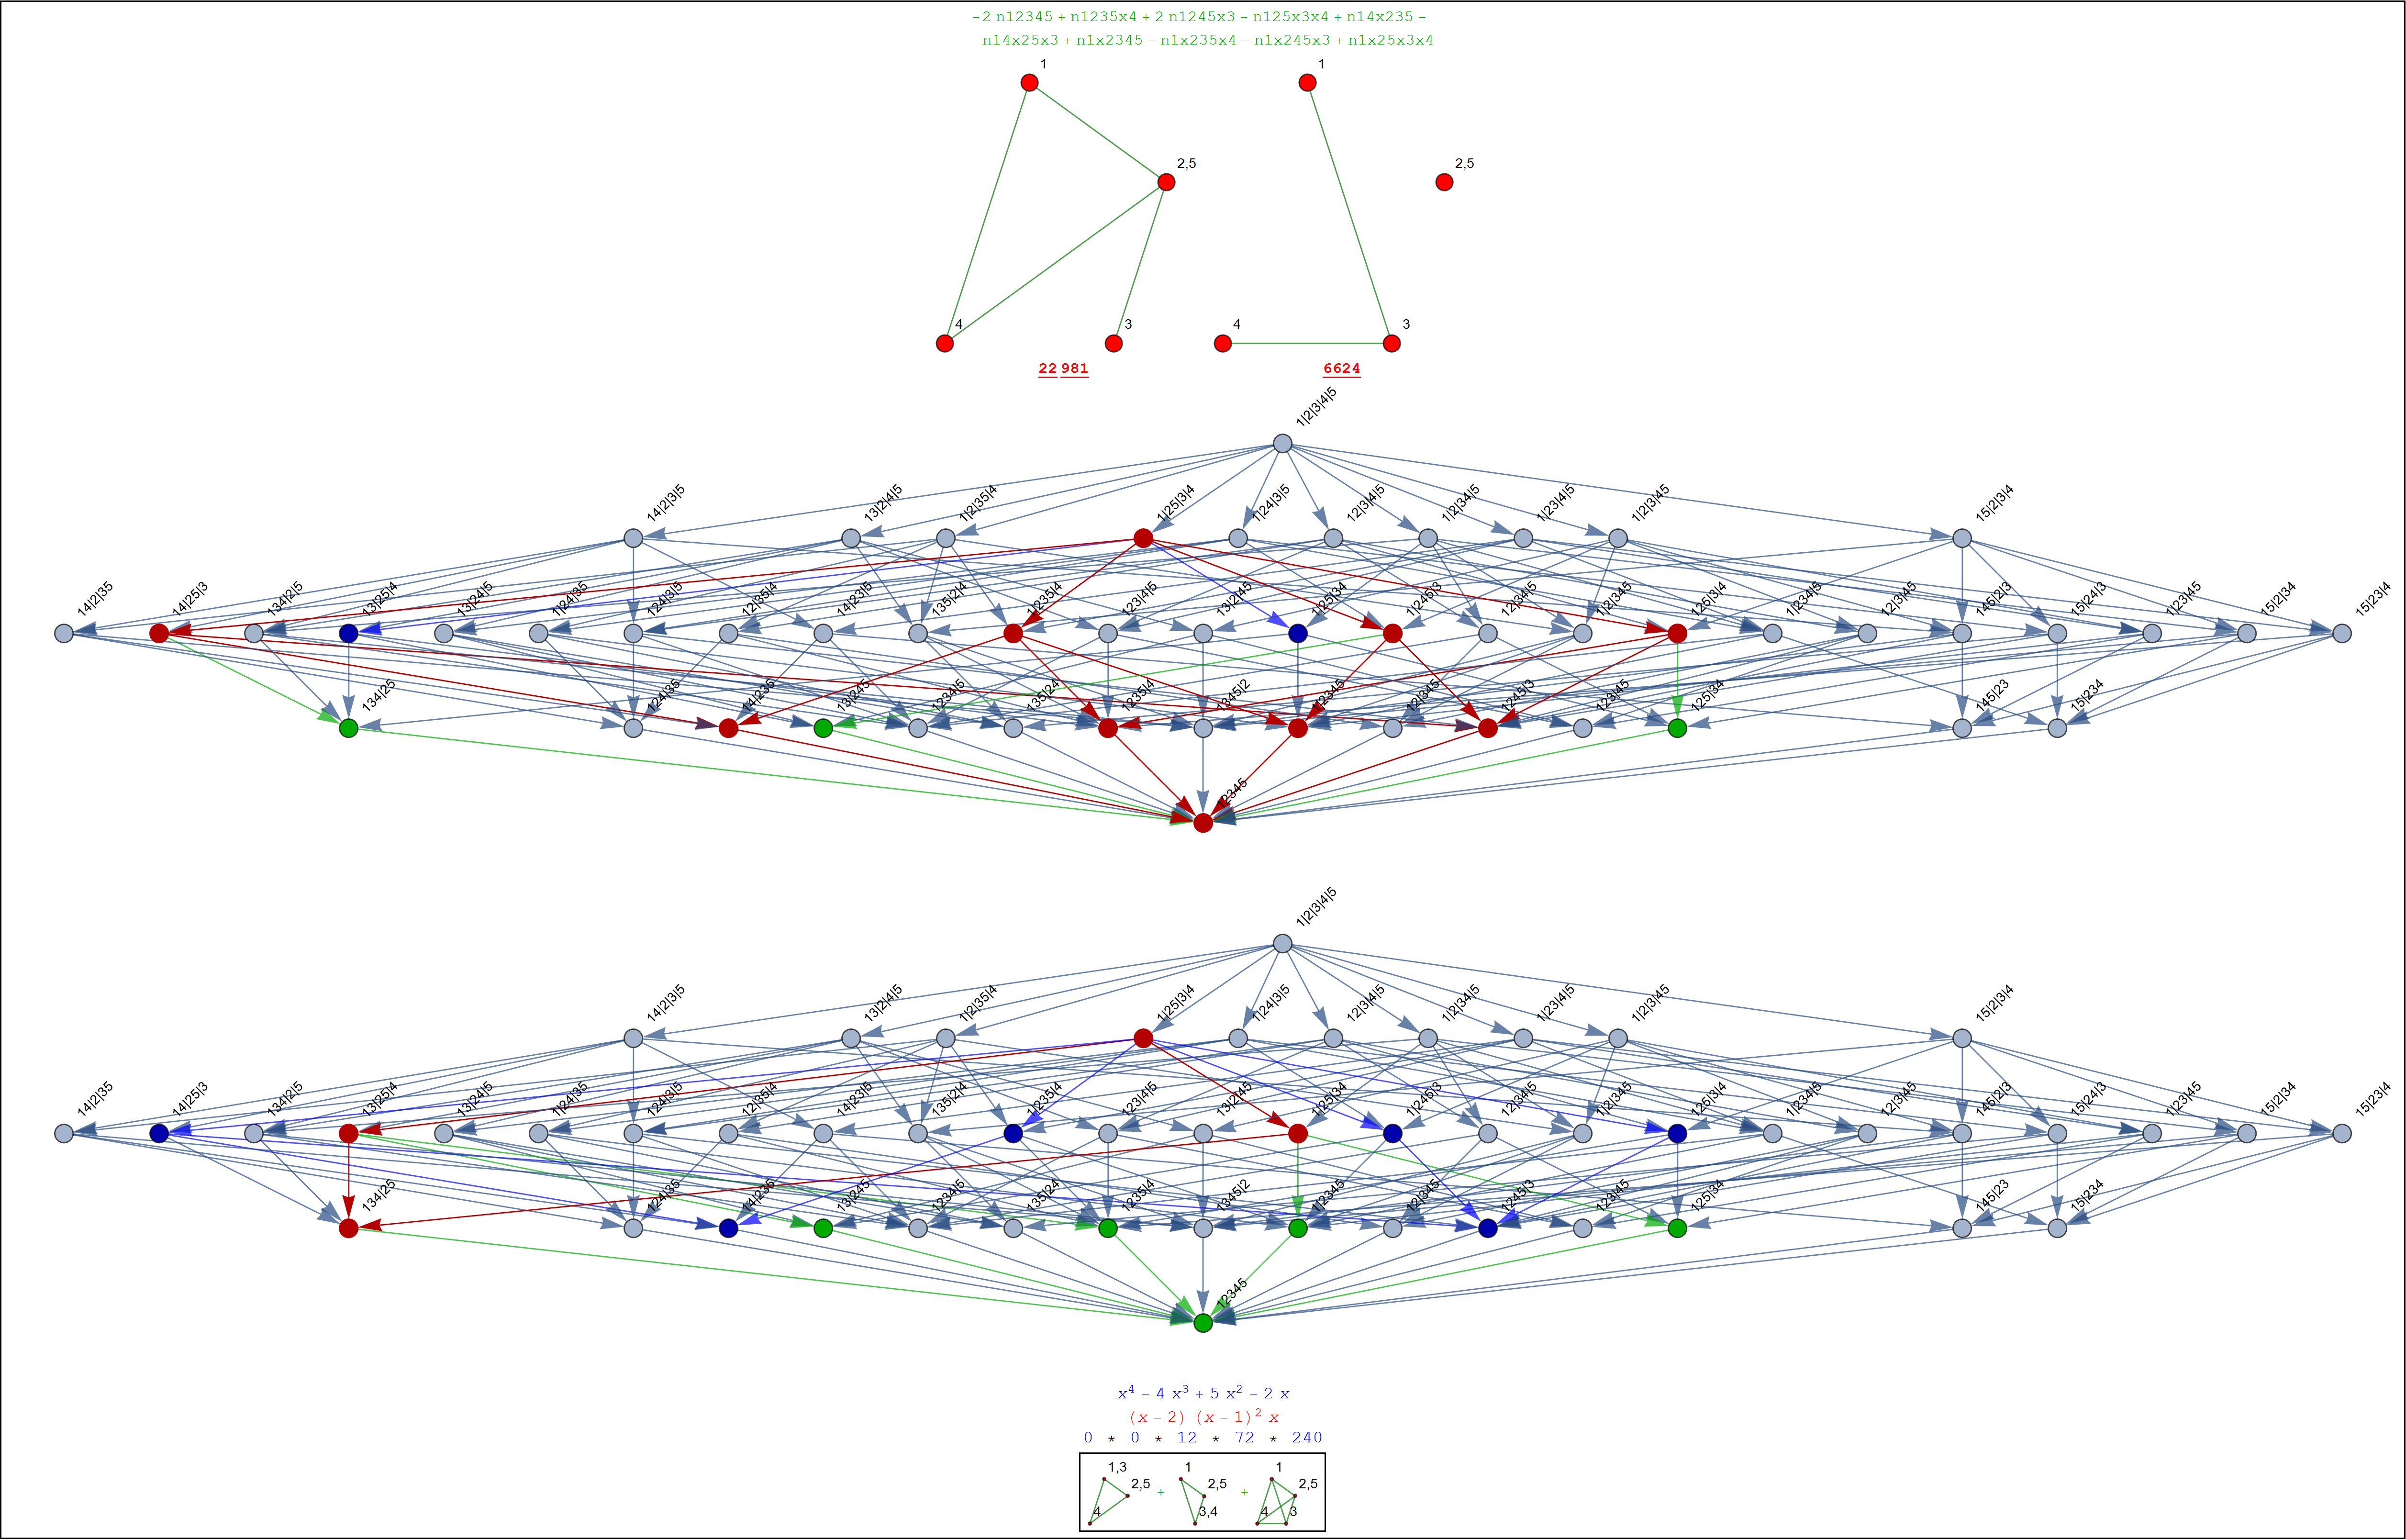 -2 n12345 + n1235x4 + 2 n1245x3 - n125x3x4 + n14x235 -
n14x25x3 + n1x2345 - n1x235x4 - n1x245x3 + n1x25x3x4
1 1
2,5 2,5
4 3 4 3
22 981 6624
1|2|3|4|5
14|2|3|5 13|2|4|5 1|2|35|4 1|25|3|4 1|24|3|5 12|3|4|5 1|2|34|5 1|23|4|5 1|2|3|45 15|2|3|4
14|2|35 14|25|3 134|2|5 13|25|4 13|24|5 1|24|35 124|3|5 12|35|4 14|23|5 135|2|4 1|235|4 123|4|5 13|2|45 1|25|34 1|245|3 12|34|5 1|2|345 125|3|4 1|234|5 12|3|45 145|2|3 15|24|3 1|23|45 15|2|34 15|23|4
134|25 124|35 14|235 13|245 1234|5 135|24 1235|4 1345|2 1|2345 12|345 1245|3 123|45 125|34 145|23 15|234
12345
1|2|3|4|5
14|2|3|5 13|2|4|5 1|2|35|4 1|25|3|4 1|24|3|5 12|3|4|5 1|2|34|5 1|23|4|5 1|2|3|45 15|2|3|4
14|2|35 14|25|3 134|2|5 13|25|4 13|24|5 1|24|35 124|3|5 12|35|4 14|23|5 135|2|4 1|235|4 123|4|5 13|2|45 1|25|34 1|245|3 12|34|5 1|2|345 125|3|4 1|234|5 12|3|45 145|2|3 15|24|3 1|23|45 15|2|34 15|23|4
134|25 124|35 14|235 13|245 1234|5 135|24 1235|4 1345|2 1|2345 12|345 1245|3 123|45 125|34 145|23 15|234
12345
x⁴ - 4 x³ + 5 x² - 2 x
(x - 2) (x - 1)² x
0 * 0 * 12 * 72 * 240
1,3 1 1
2,5 + 2,5 + 2,5
4 3,4 4 3